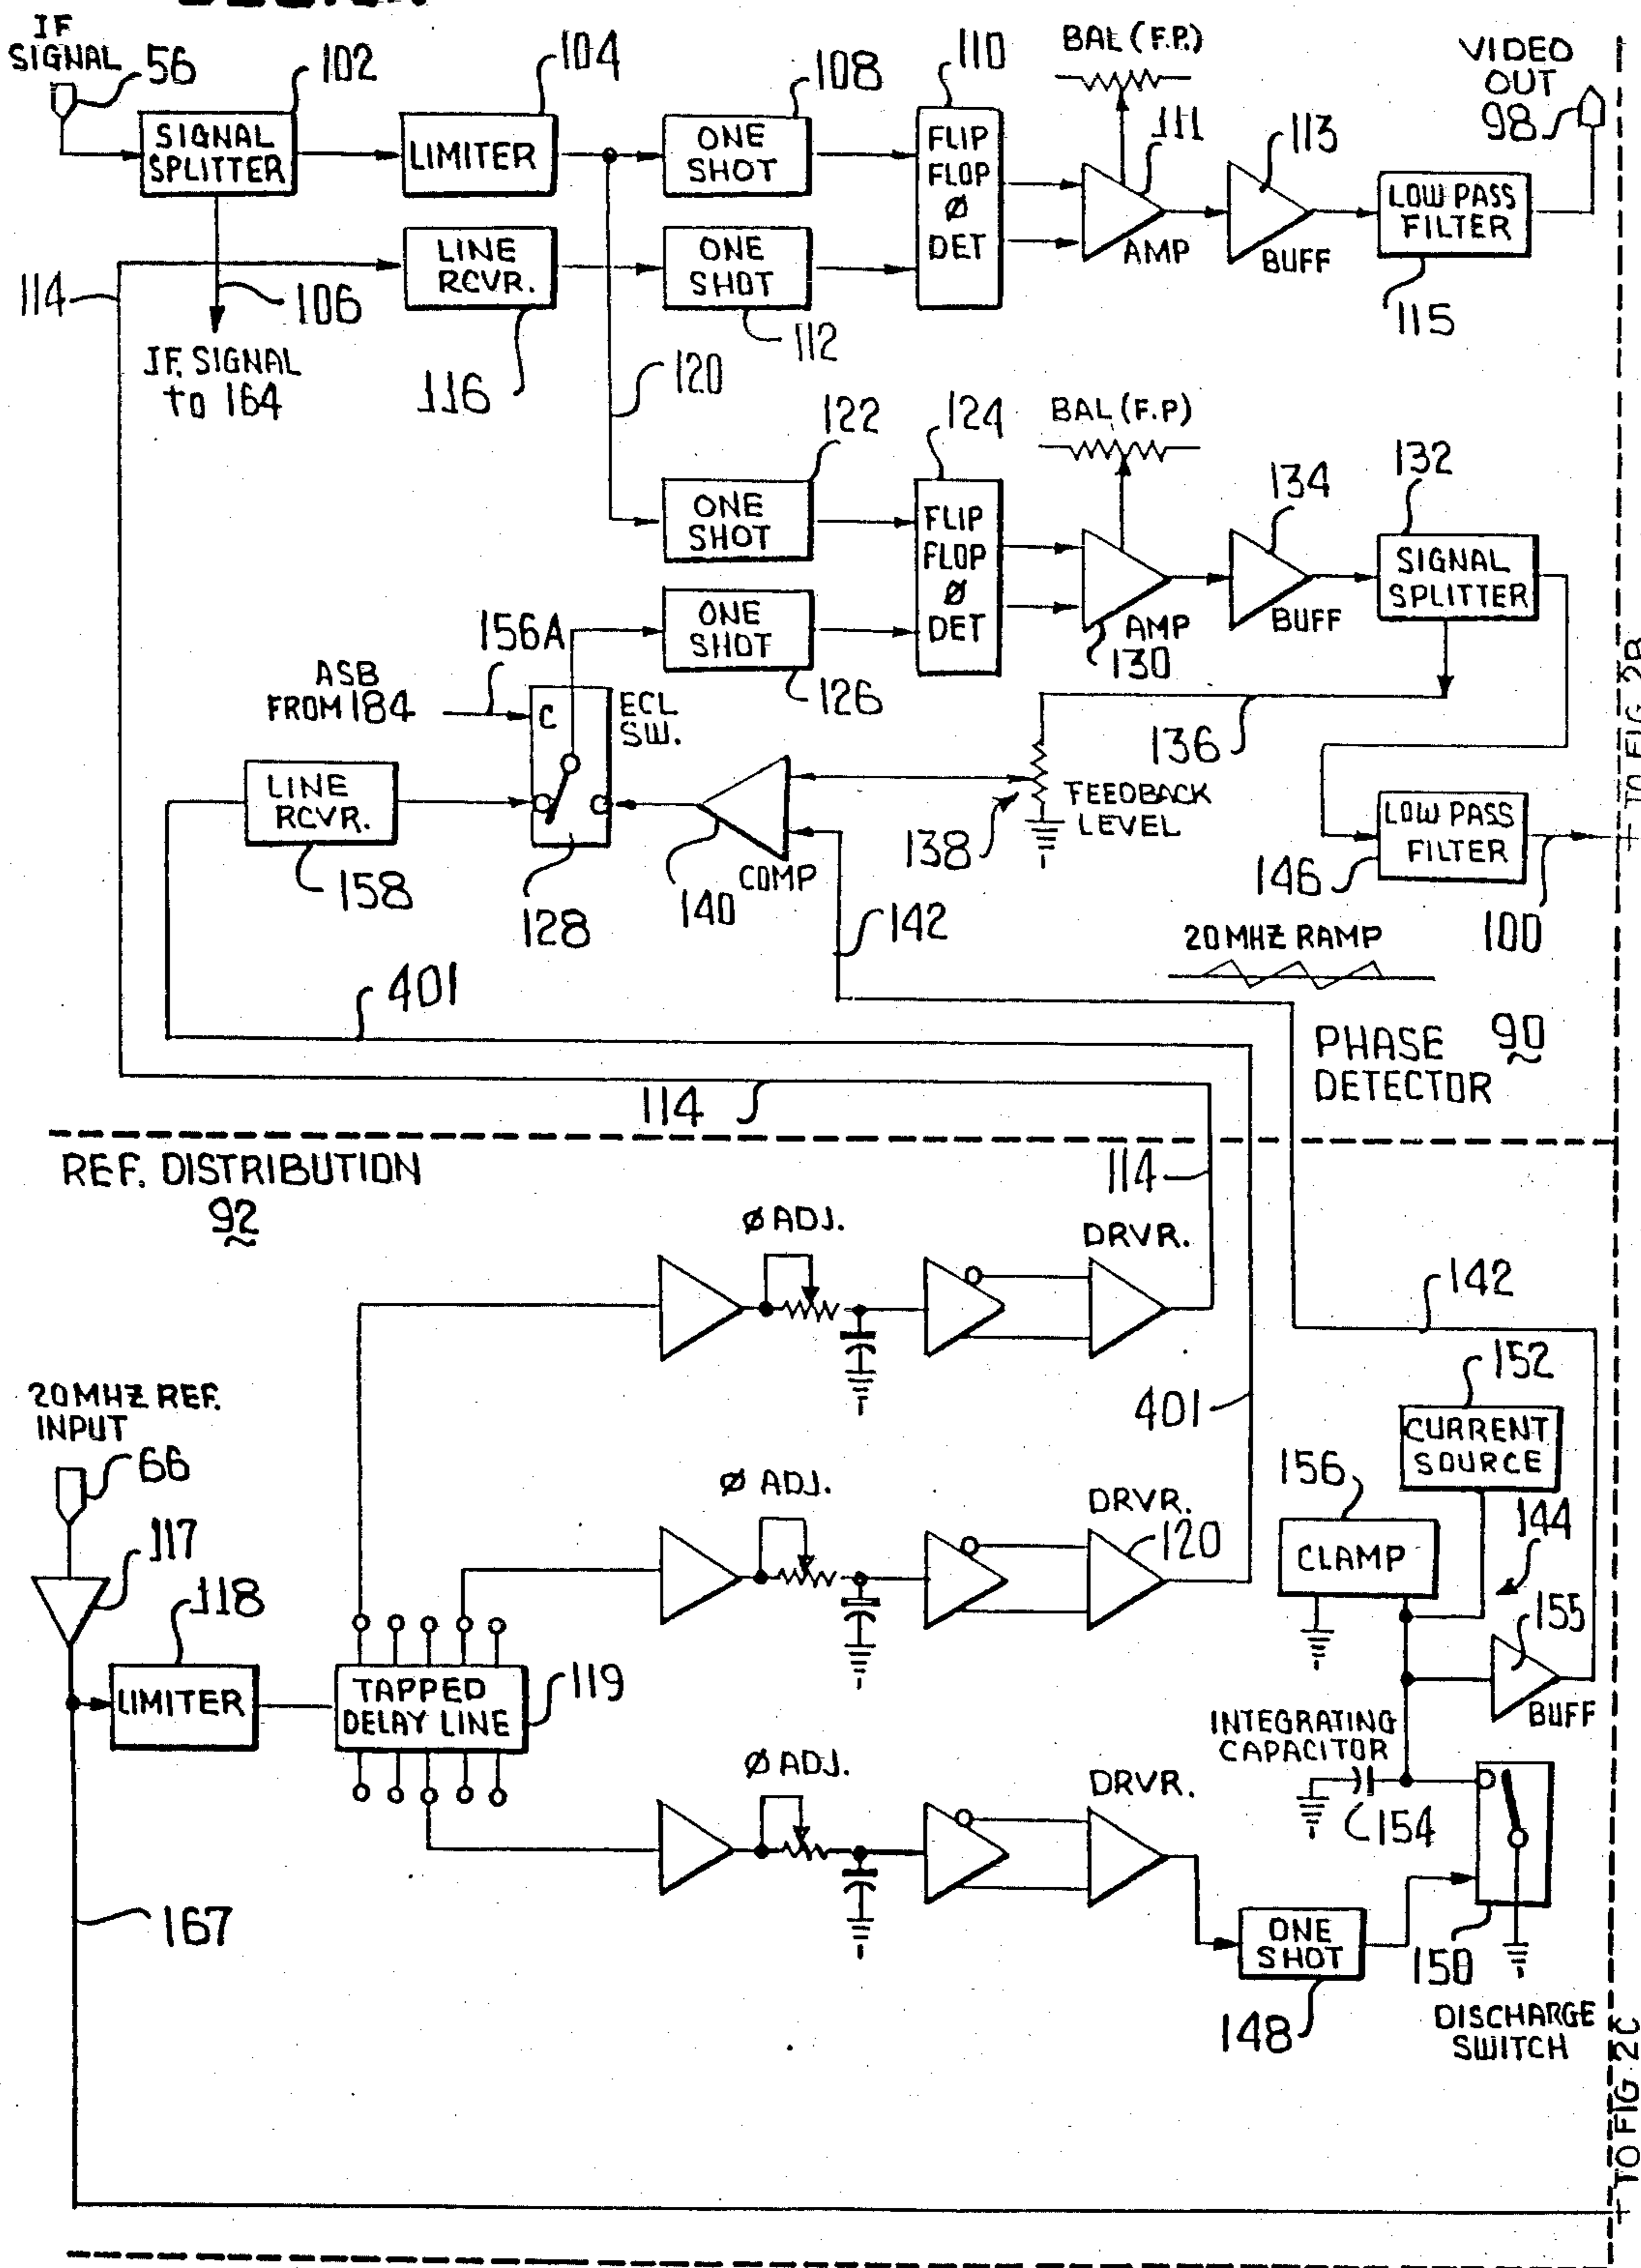 IF
SIGNAL
56
102
104
108
110
BAL (F.P.)
111
113
VIDEO
OUT
98
SIGNAL
SPLITTER
LIMITER
ONE
SHOT
FLIP
FLOP
Ø
DET
AMP
BUFF
LOW PASS
FILTER
115
114
106
IF. SIGNAL
to 164
LINE
RCVR.
116
ONE
SHOT
112
120
122
124
BAL (F.P)
134
132
ONE
SHOT
FLIP
FLOP
Ø
DET
AMP
130
BUFF
SIGNAL
SPLITTER
ONE
SHOT
126
156A
ASB
FROM 184
C
ECL
SW.
136
TO FIG 2B
LINE
RCVR.
158
128
140
COMP
138
FEEDBACK
LEVEL
LOW PASS
FILTER
146
100
142
20 MHZ RAMP
401
PHASE
DETECTOR
90
114
REF. DISTRIBUTION
92
114
Ø ADJ.
DRVR.
142
152
CURRENT
SOURCE
401
20 MHZ REF.
INPUT
66
Ø ADJ.
DRVR.
120
156
CLAMP
144
117
118
LIMITER
TAPPED
DELAY LINE
119
155
BUFF
INTEGRATING
CAPACITOR
154
Ø ADJ.
DRVR.
167
ONE
SHOT
148
150
DISCHARGE
SWITCH
TO FIG 2C